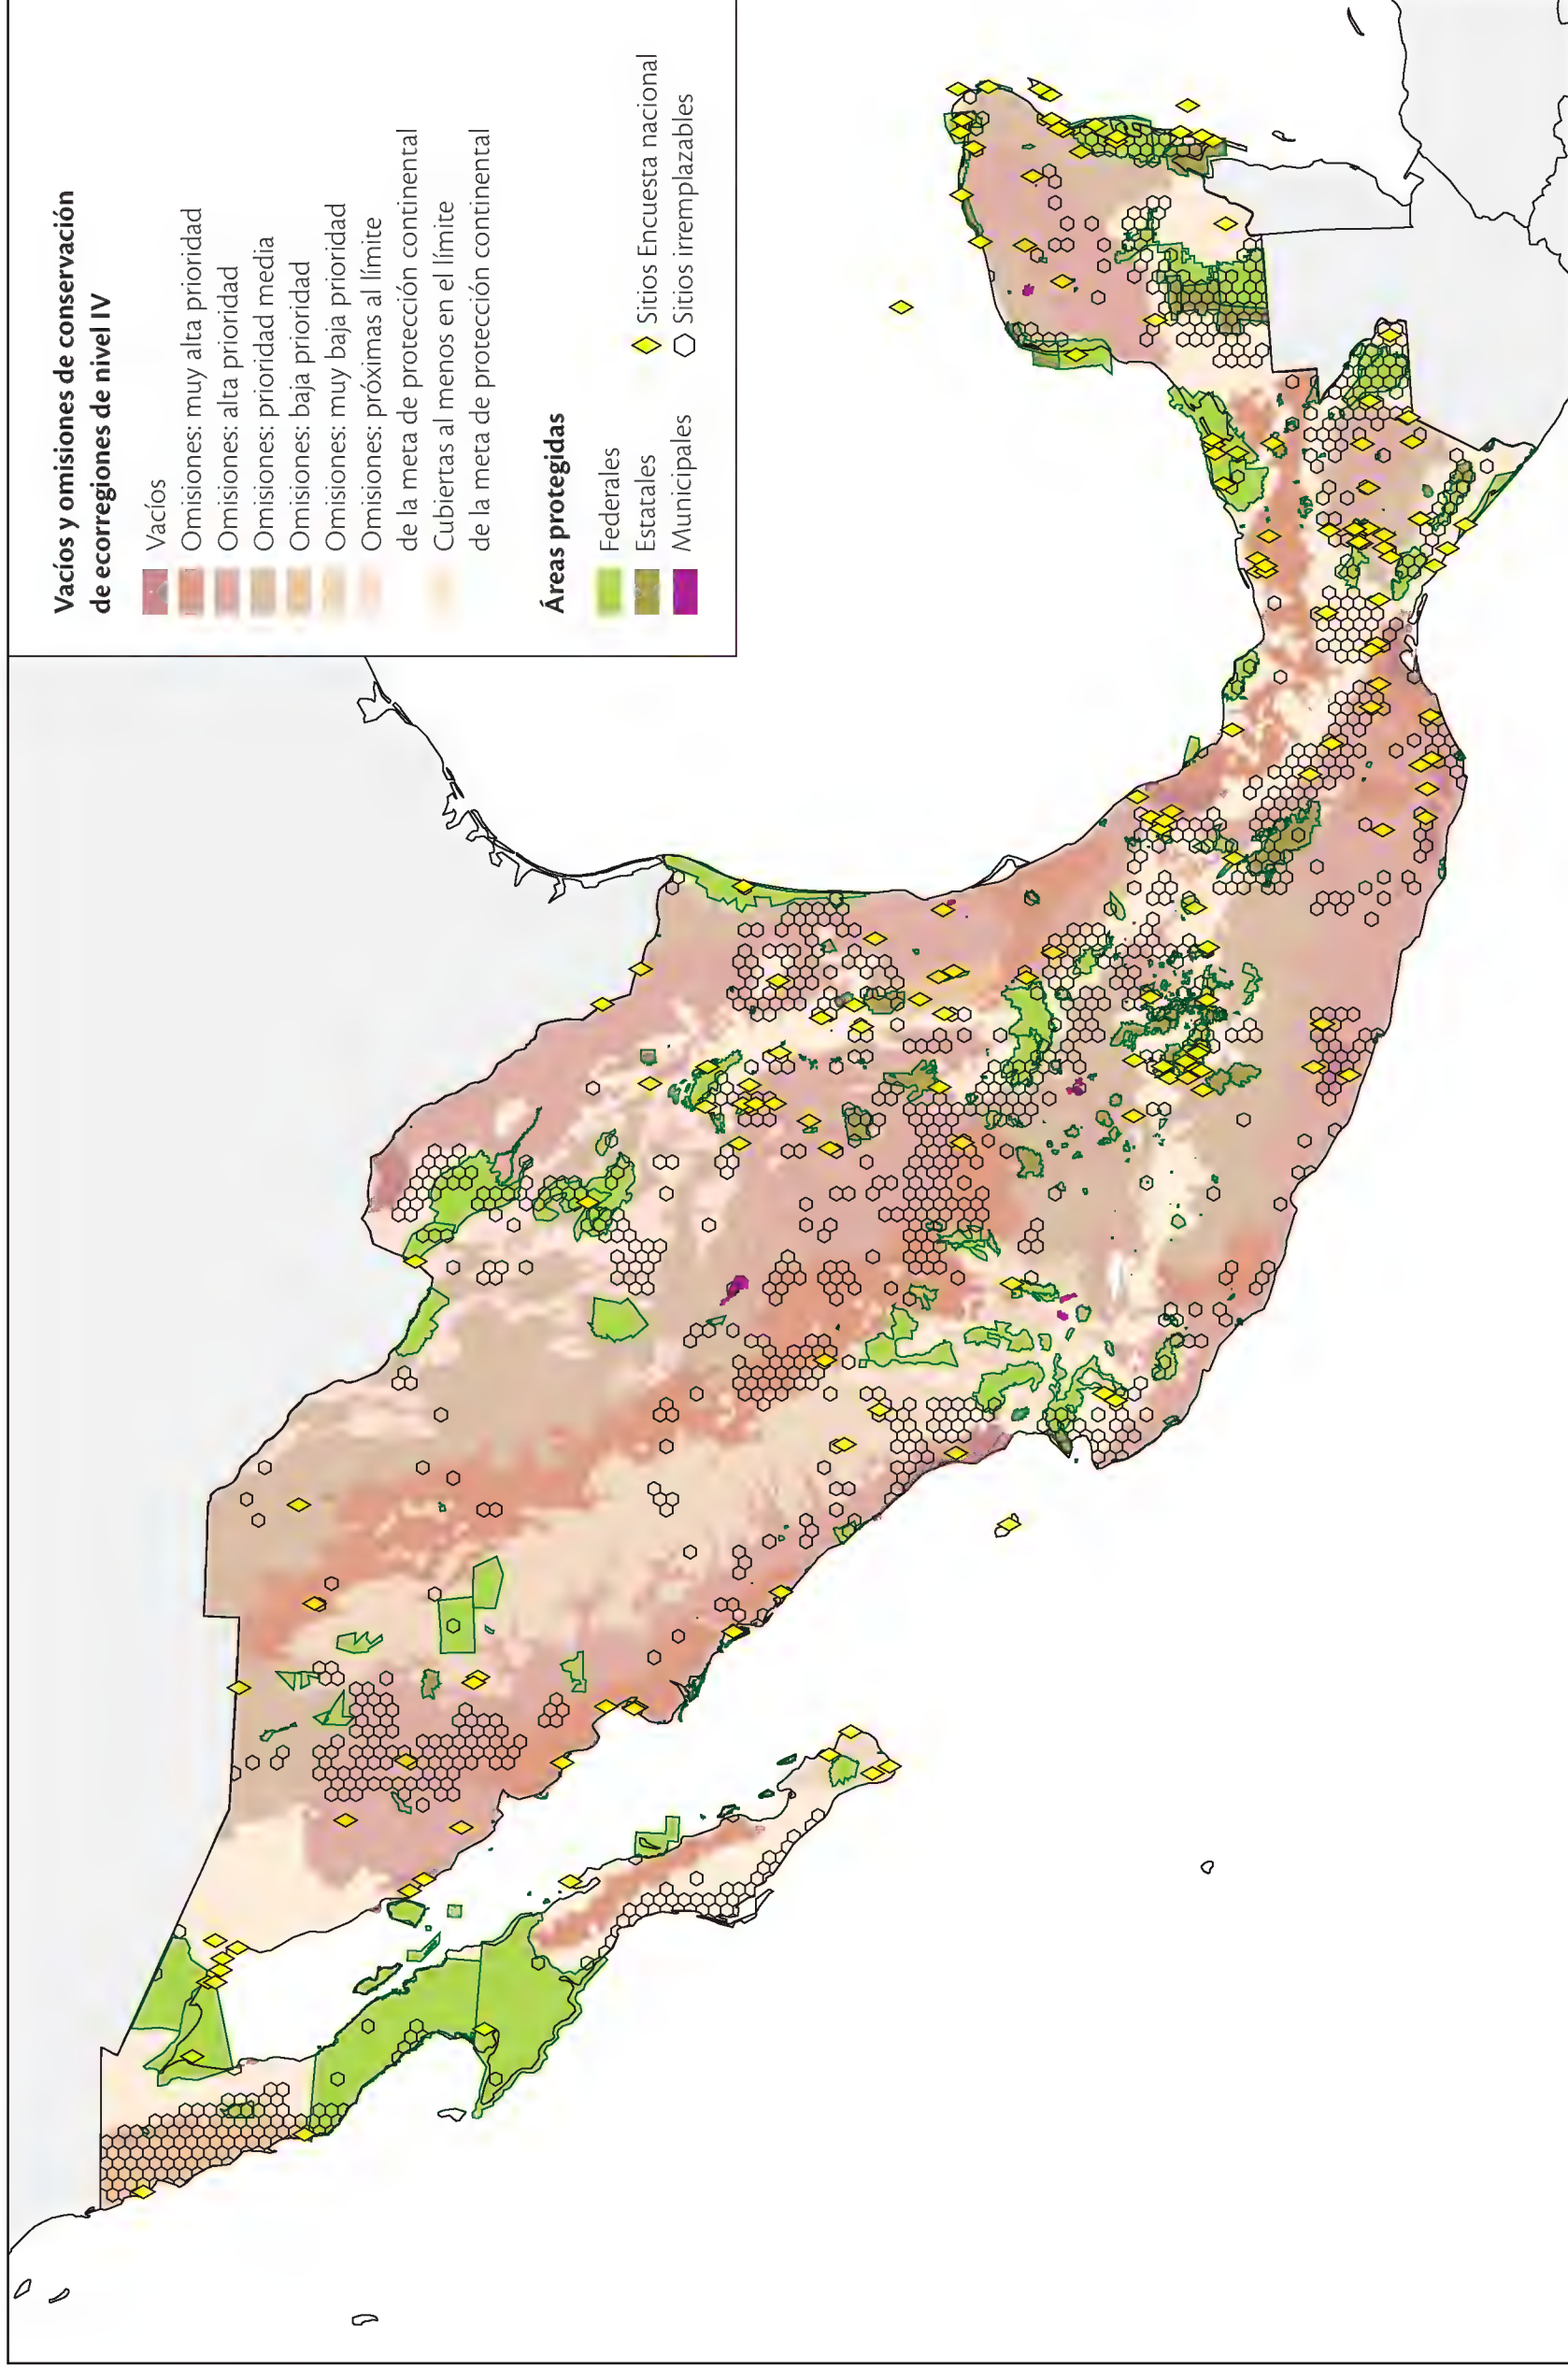 Vacíos y omisiones de conservación
de ecorregiones de nivel IV
Vacíos
Omisiones: muy alta prioridad
Omisiones: alta prioridad
Omisiones: prioridad media
Omisiones: baja prioridad
Omisiones: muy baja prioridad
Omisiones: próximas al límite
de la meta de protección continental
Cubiertas al menos en el límite
de la meta de protección continental
Áreas protegidas
Federales
Estatales
Municipales
Sitios Encuesta nacional
Sitios irremplazables